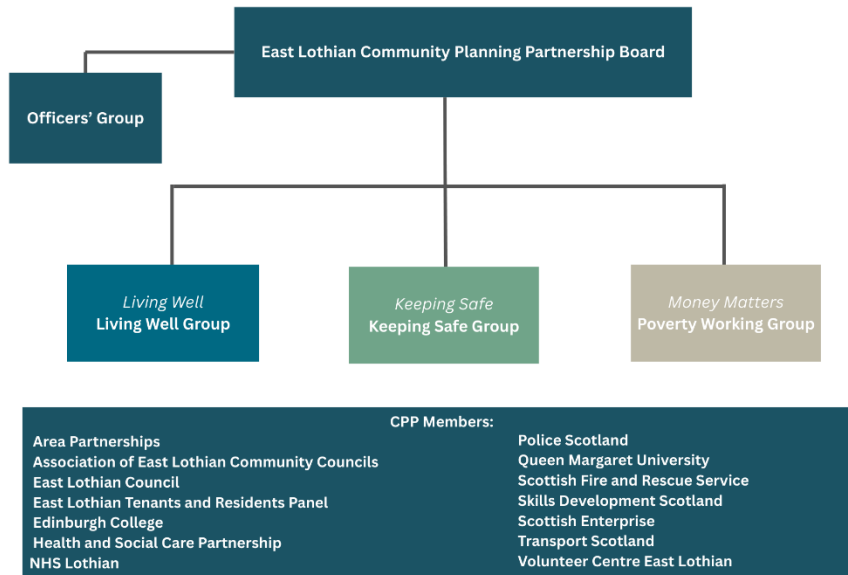 East Lothian Community Planning Partnership Board
Officers’ Group
Living Well
Living Well Group
Keeping Safe
Keeping Safe Group
Money Matters
Poverty Working Group
CPP Members:
Area Partnerships
Association of East Lothian Community Councils
East Lothian Council
East Lothian Tenants and Residents Panel
Edinburgh College
Health and Social Care Partnership
NHS Lothian
Police Scotland
Queen Margaret University
Scottish Fire and Rescue Service
Skills Development Scotland
Scottish Enterprise
Transport Scotland
Volunteer Centre East Lothian